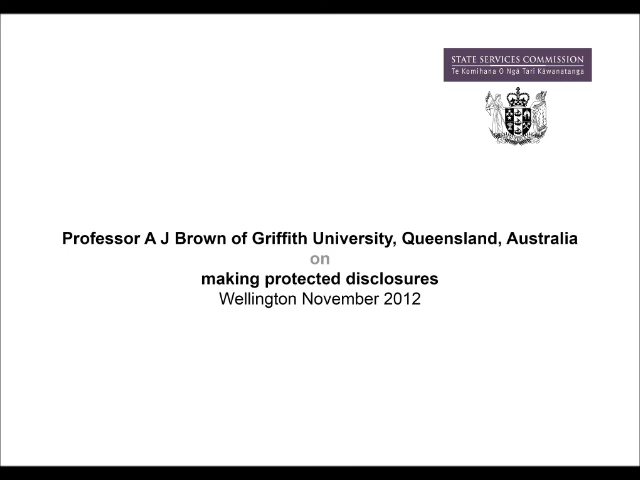 STATE SERVICES COMMISSION
Te Komihana O Ngā Tari Kāwanatanga
Professor A J Brown of Griffith University, Queensland, Australia
on
making protected disclosures
Wellington November 2012